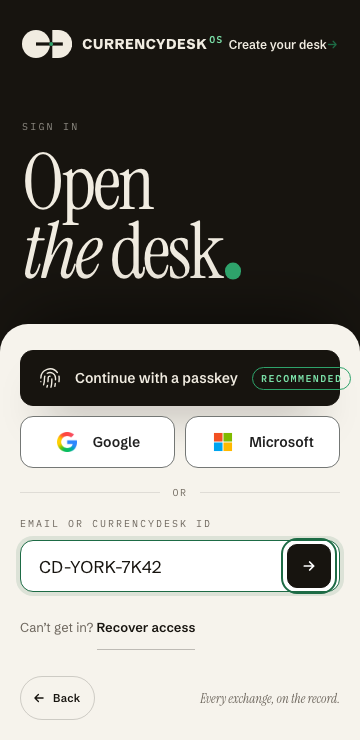 CURRENCYDESK OS Create your desk→
SIGN IN
Open
the desk.
Continue with a passkey RECOMMENDED
Google Microsoft
OR
EMAIL OR CURRENCYDESK ID
CD-YORK-7K42 →
Can't get in? Recover access
← Back Every exchange, on the record.